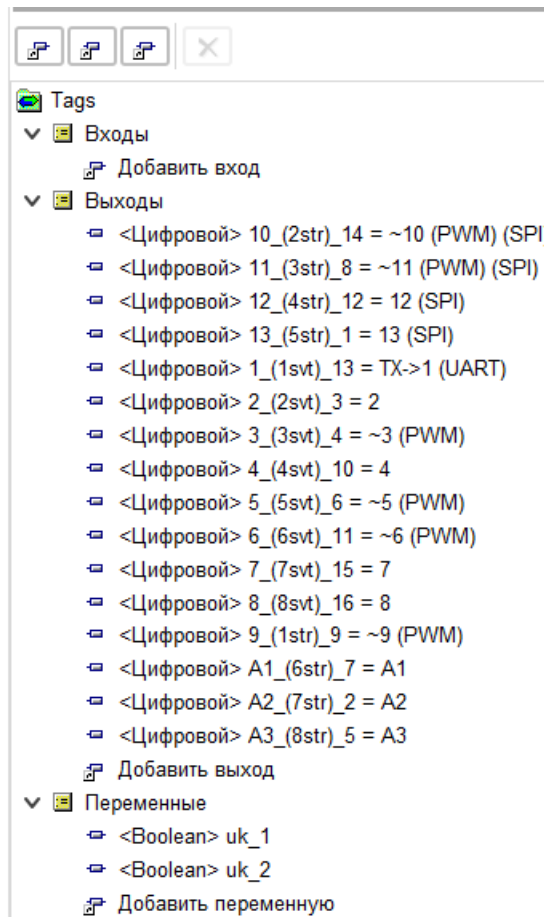 Tags
Входы
Добавить вход
Выходы
<Цифровой> 10_(2str)_14 = ~10 (PWM) (SPI
<Цифровой> 11_(3str)_8 = ~11 (PWM) (SPI)
<Цифровой> 12_(4str)_12 = 12 (SPI)
<Цифровой> 13_(5str)_1 = 13 (SPI)
<Цифровой> 1_(1svt)_13 = TX->1 (UART)
<Цифровой> 2_(2svt)_3 = 2
<Цифровой> 3_(3svt)_4 = ~3 (PWM)
<Цифровой> 4_(4svt)_10 = 4
<Цифровой> 5_(5svt)_6 = ~5 (PWM)
<Цифровой> 6_(6svt)_11 = ~6 (PWM)
<Цифровой> 7_(7svt)_15 = 7
<Цифровой> 8_(8svt)_16 = 8
<Цифровой> 9_(1str)_9 = ~9 (PWM)
<Цифровой> A1_(6str)_7 = A1
<Цифровой> A2_(7str)_2 = A2
<Цифровой> A3_(8str)_5 = A3
Добавить выход
Переменные
<Boolean> uk_1
<Boolean> uk_2
Добавить переменную